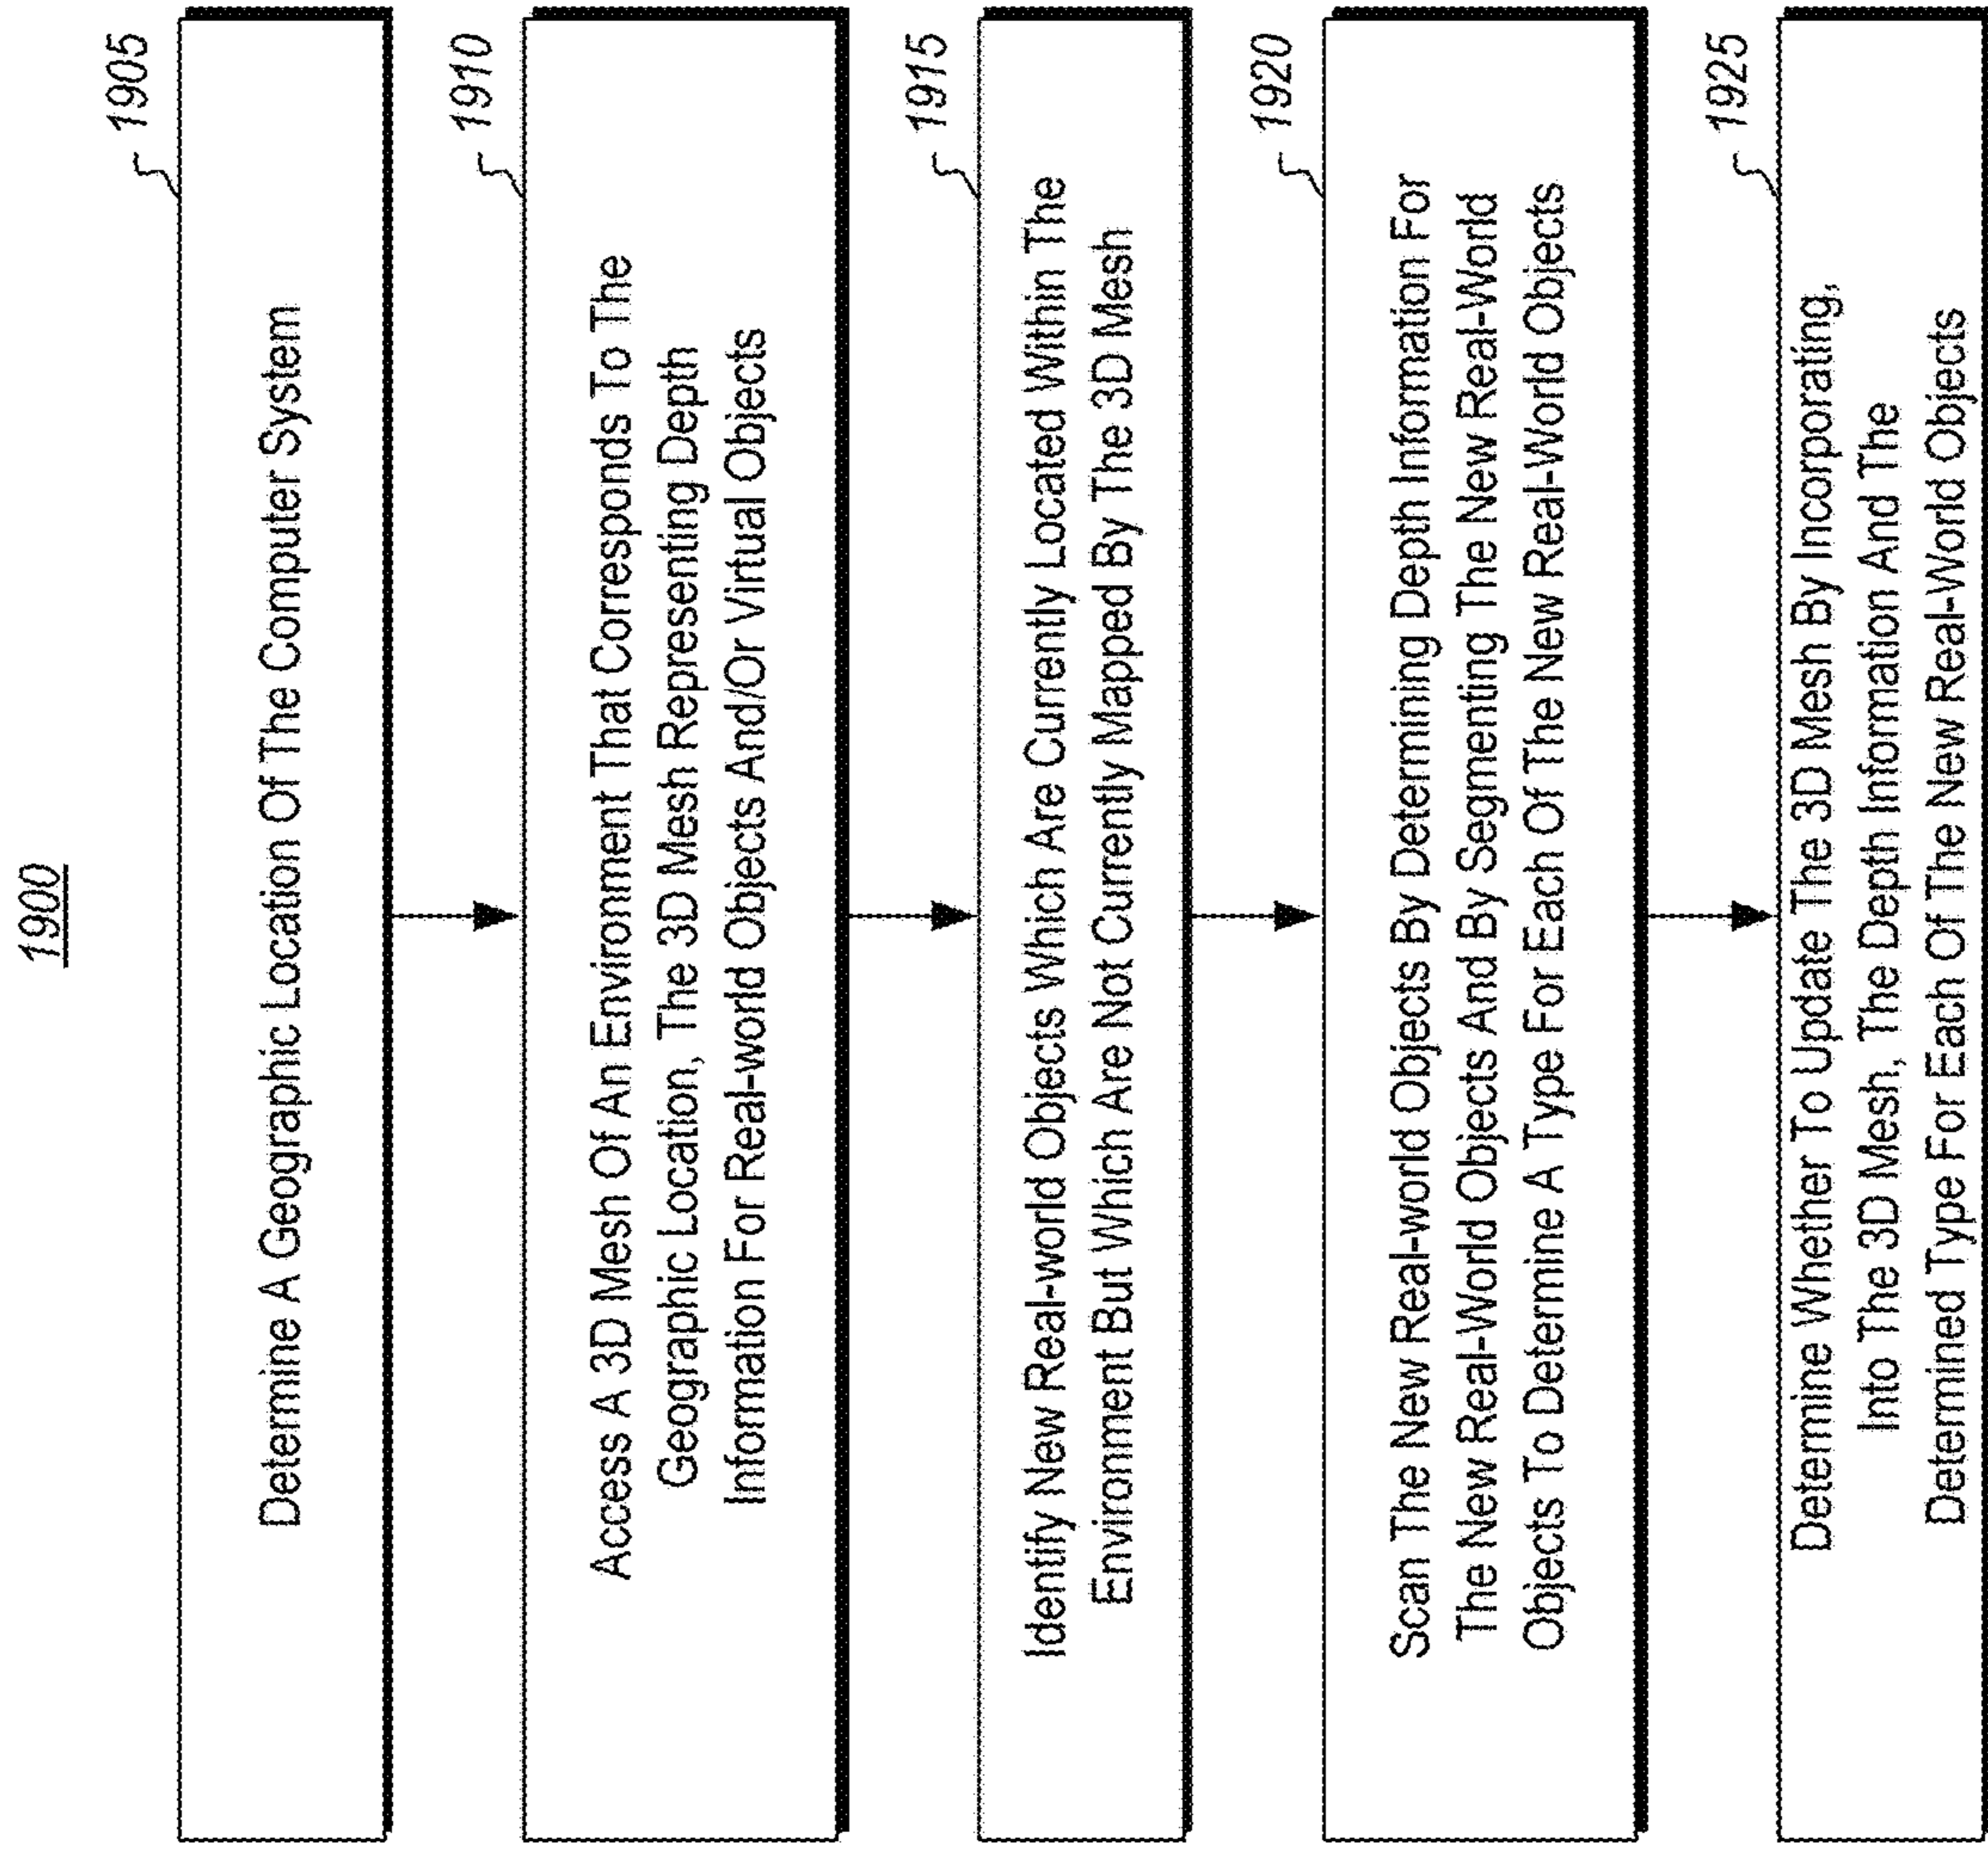 1900
1905
Determine A Geographic Location Of The Computer System
1910
Access A 3D Mesh Of An Environment That Corresponds To The
Geographic Location, The 3D Mesh Representing Depth
Information For Real-world Objects And/Or Virtual Objects
1915
Identify New Real-world Objects Which Are Currently Located Within The
Environment But Which Are Not Currently Mapped By The 3D Mesh
1920
Scan The New Real-world Objects By Determining Depth Information For
The New Real-World Objects And By Segmenting The New Real-World
Objects To Determine A Type For Each Of The New Real-World Objects
1925
Determine Whether To Update The 3D Mesh By Incorporating,
Into The 3D Mesh, The Depth Information And The
Determined Type For Each Of The New Real-World Objects